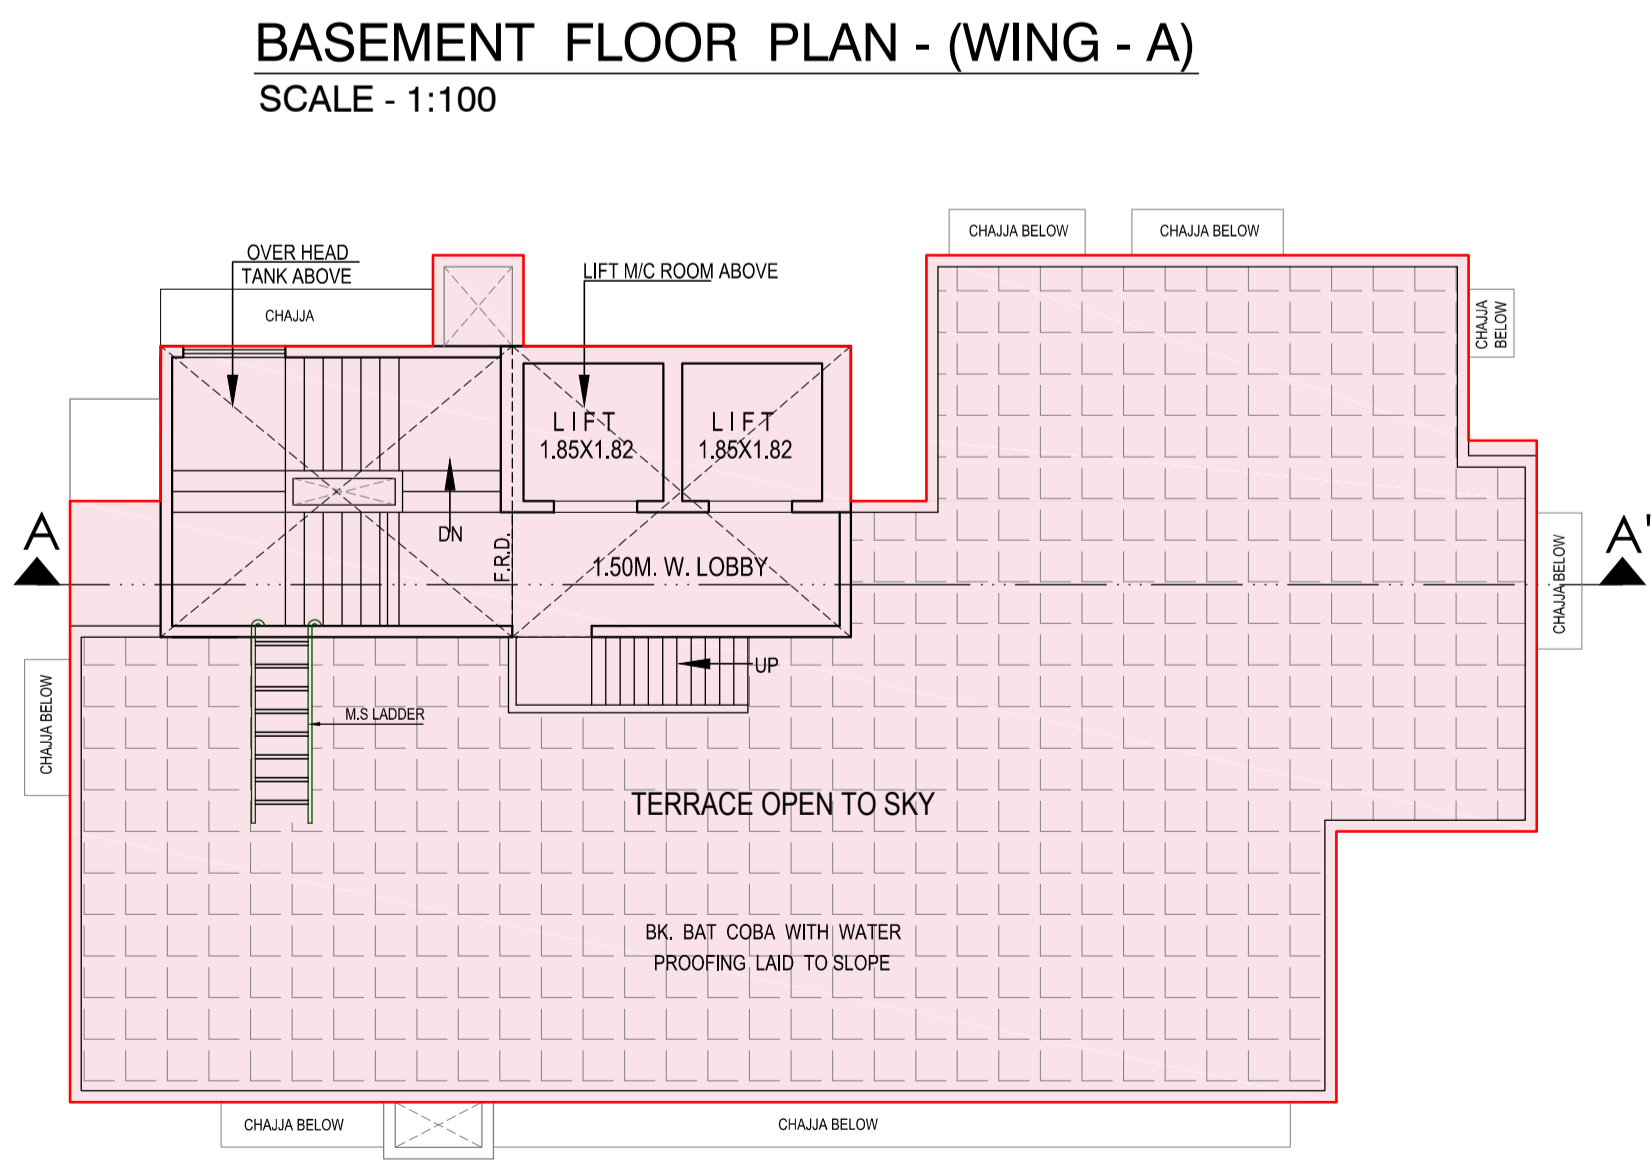 BASEMENT FLOOR PLAN - (WING - A)
SCALE - 1:100
CHAJJA BELOW
CHAJJA BELOW
OVER HEAD
TANK ABOVE
LIFT M/C ROOM ABOVE
CHAJJA
CHAJJA
BELOW
LIFT
1.85X1.82
LIFT
1.85X1.82
A
A'
DN
F.R.D.
1.50M. W. LOBBY
CHAJJA BELOW
UP
CHAJJA BELOW
M.S LADDER
TERRACE OPEN TO SKY
BK. BAT COBA WITH WATER
PROOFING LAID TO SLOPE
CHAJJA BELOW
CHAJJA BELOW